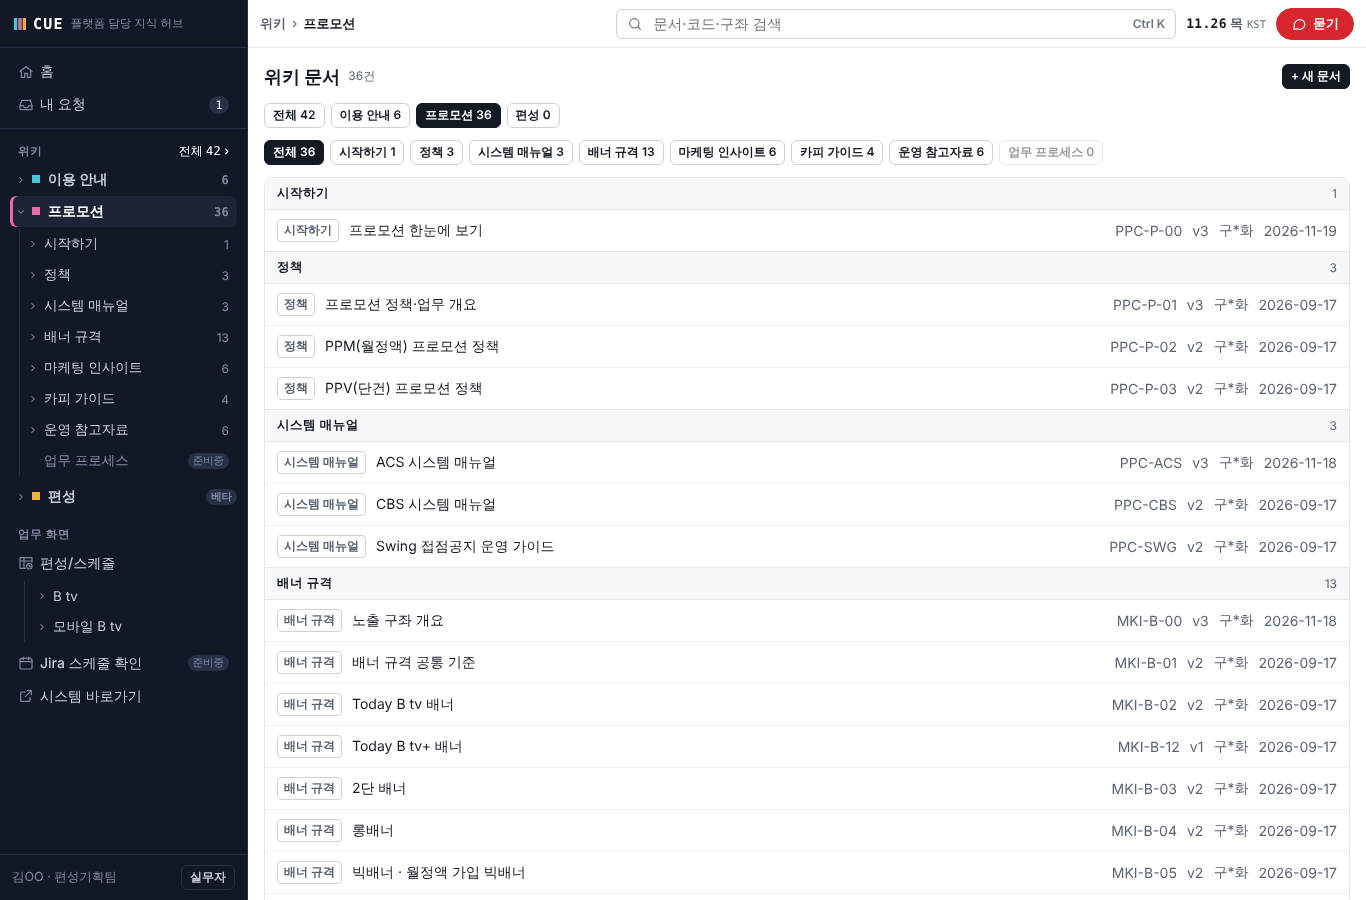 CUE 플랫폼 담당 지식 허브
홈
내 요청 1
위키 전체 42 ›
이용 안내 6
프로모션 36
시작하기 1
정책 3
시스템 매뉴얼 3
배너 규격 13
마케팅 인사이트 6
카피 가이드 4
운영 참고자료 6
업무 프로세스 준비중
편성 베타
업무 화면
편성/스케줄
B tv
모바일 B tv
Jira 스케줄 확인 준비중
시스템 바로가기
김OO · 편성기획팀 실무자
위키 › 프로모션
문서·코드·구좌 검색 Ctrl K
11.26 목 KST
묻기
위키 문서 36건
+ 새 문서
전체 42 이용 안내 6 프로모션 36 편성 0
전체 36 시작하기 1 정책 3 시스템 매뉴얼 3 배너 규격 13 마케팅 인사이트 6 카피 가이드 4 운영 참고자료 6 업무 프로세스 0
시작하기 1
시작하기 프로모션 한눈에 보기 PPC-P-00 v3 구*화 2026-11-19
정책 3
정책 프로모션 정책·업무 개요 PPC-P-01 v3 구*화 2026-09-17
정책 PPM(월정액) 프로모션 정책 PPC-P-02 v2 구*화 2026-09-17
정책 PPV(단건) 프로모션 정책 PPC-P-03 v2 구*화 2026-09-17
시스템 매뉴얼 3
시스템 매뉴얼 ACS 시스템 매뉴얼 PPC-ACS v3 구*화 2026-11-18
시스템 매뉴얼 CBS 시스템 매뉴얼 PPC-CBS v2 구*화 2026-09-17
시스템 매뉴얼 Swing 접점공지 운영 가이드 PPC-SWG v2 구*화 2026-09-17
배너 규격 13
배너 규격 노출 구좌 개요 MKI-B-00 v3 구*화 2026-11-18
배너 규격 배너 규격 공통 기준 MKI-B-01 v2 구*화 2026-09-17
배너 규격 Today B tv 배너 MKI-B-02 v2 구*화 2026-09-17
배너 규격 Today B tv+ 배너 MKI-B-12 v1 구*화 2026-09-17
배너 규격 2단 배너 MKI-B-03 v2 구*화 2026-09-17
배너 규격 롱배너 MKI-B-04 v2 구*화 2026-09-17
배너 규격 빅배너 · 월정액 가입 빅배너 MKI-B-05 v2 구*화 2026-09-17